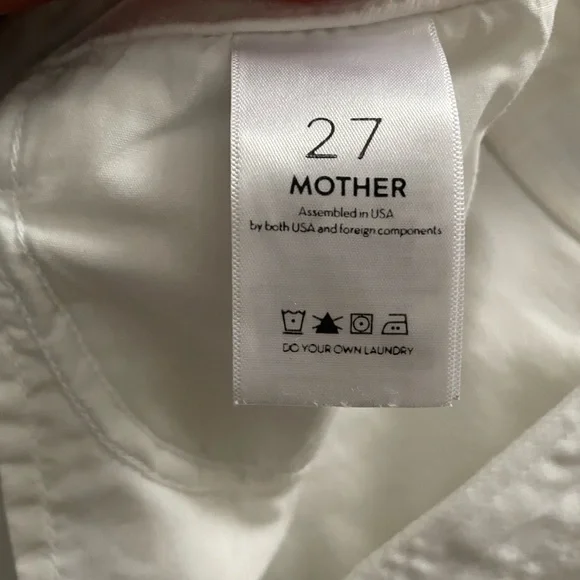 27
MOTHER
Assembled in USA
by both USA and foreign components
DO YOUR OWN LAUNDRY